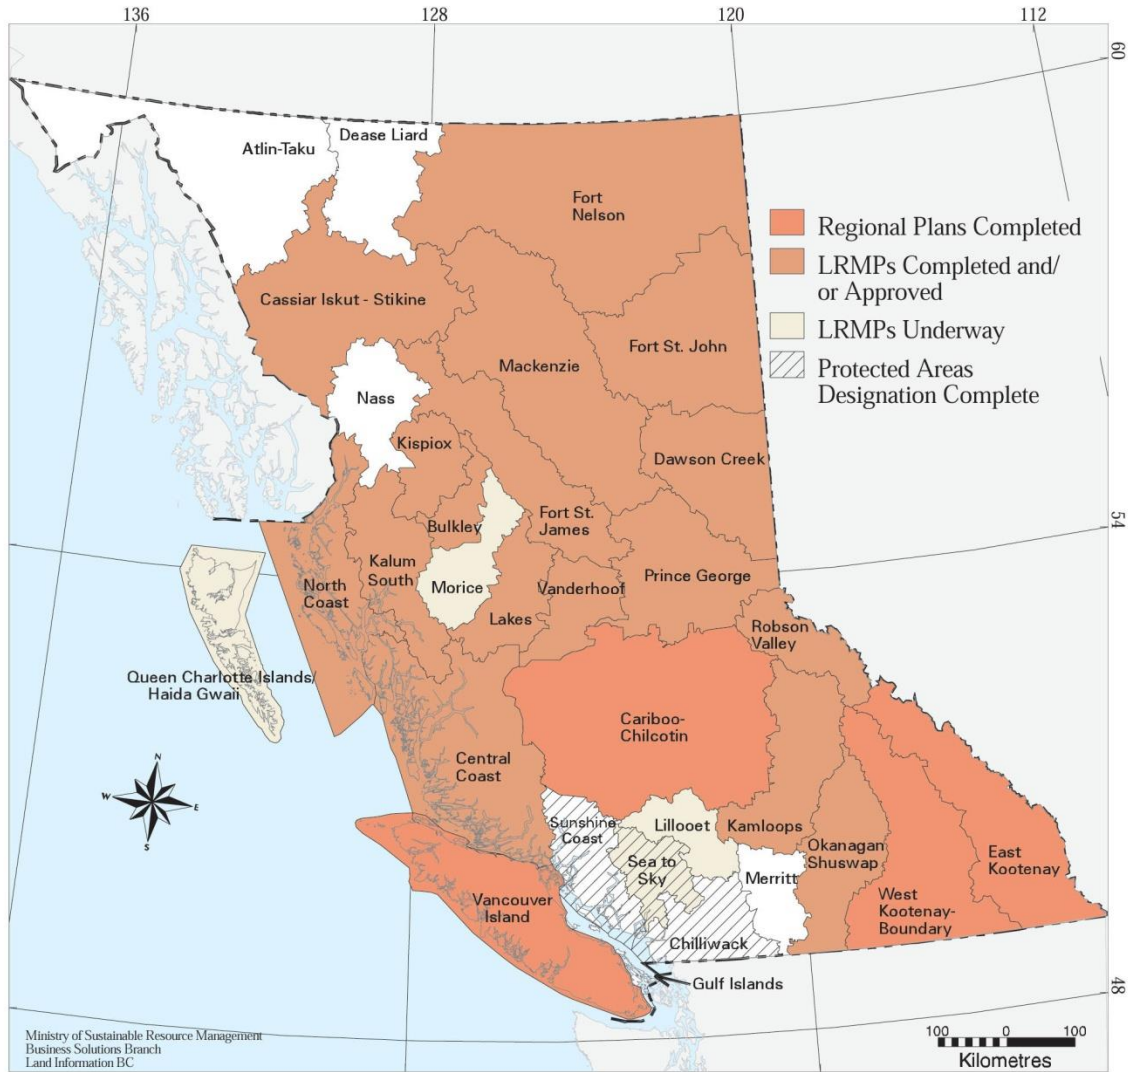 136
128
120
112
60
Dease Liard
Atlin-Taku
Fort
Nelson
Regional Plans Completed
LRMPs Completed and/
or Approved
LRMPs Underway
Protected Areas
Designation Complete
Cassiar Iskut - Stikine
Fort St. John
Mackenzie
Nass
Kispiox
Dawson Creek
54
Bulkley
Fort St.
James
Kalum
South
Morice
North
Coast
Vanderhoof
Prince George
Lakes
Robson
Valley
Queen Charlotte Islands/
Haida Gwaii
Cariboo-
Chilcotin
N
W
E
S
Central
Coast
Sunshine
Coast
Lillooet
Kamloops
Okanagan
Shuswap
East
Kootenay
Sea to
Sky
Merritt
Vancouver
Island
West
Kootenay-
Boundary
Chilliwack
Gulf Islands
48
Ministry of Sustainable Resource Management
Business Solutions Branch
Land Information BC
100 0 100
Kilometres